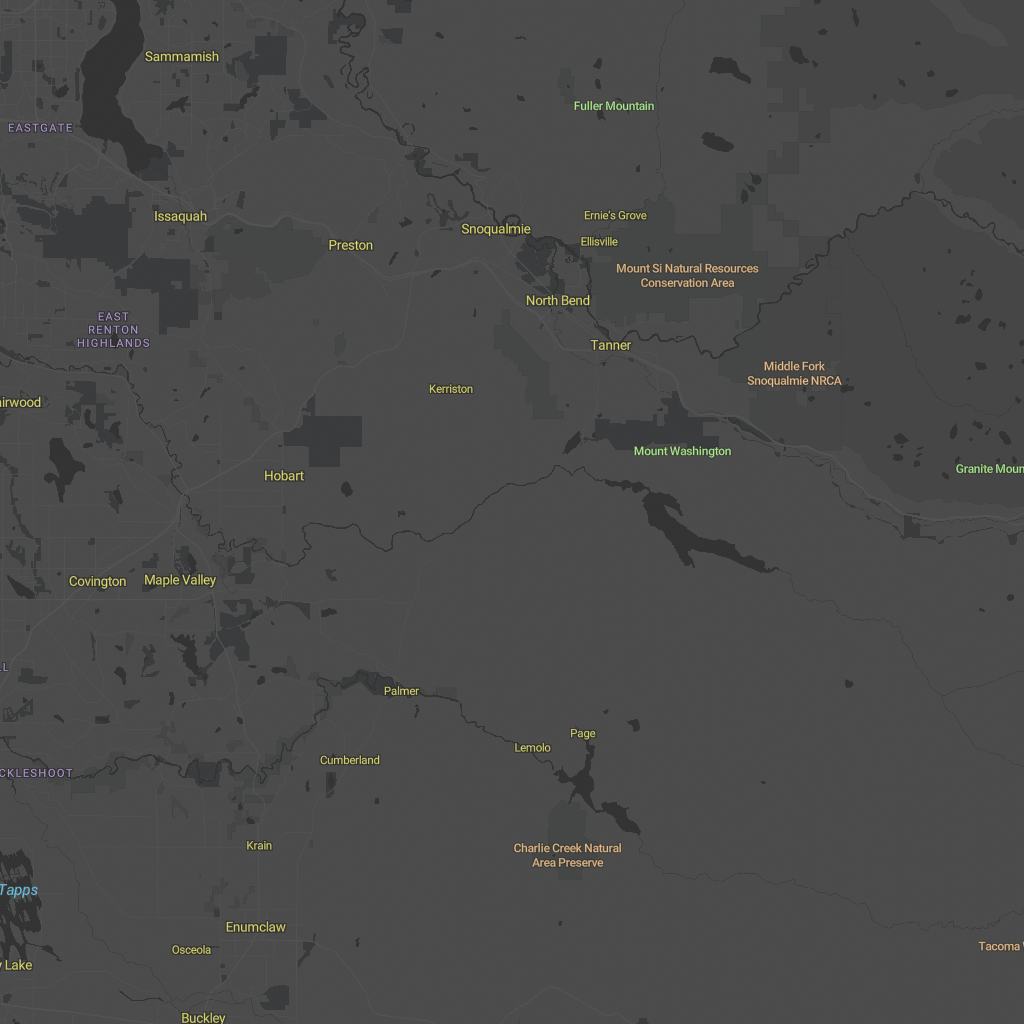 Sammamish
Fuller Mountain
EASTGATE
Issaquah
Ernie's Grove
Snoqualmie
Ellisville
Preston
Mount Si Natural Resources
Conservation Area
North Bend
EAST
RENTON
HIGHLANDS
Tanner
Middle Fork
Snoqualmie NRCA
Kerriston
airwood
Mount Washington
Granite Moun
Hobart
Covington
Maple Valley
LL
Palmer
Page
Lemolo
Cumberland
CKLESHOOT
Krain
Charlie Creek Natural
Area Preserve
Tapps
Enumclaw
Osceola
Tacoma
y Lake
Buckley